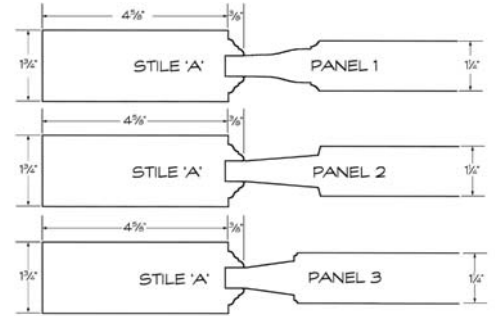 4⅝" ⅜"
1¾" STILE 'A' PANEL 1 1¼"
4⅝" ⅜"
1¾" STILE 'A' PANEL 2 1¼"
4⅝" ⅜"
1¾" STILE 'A' PANEL 3 1¼"